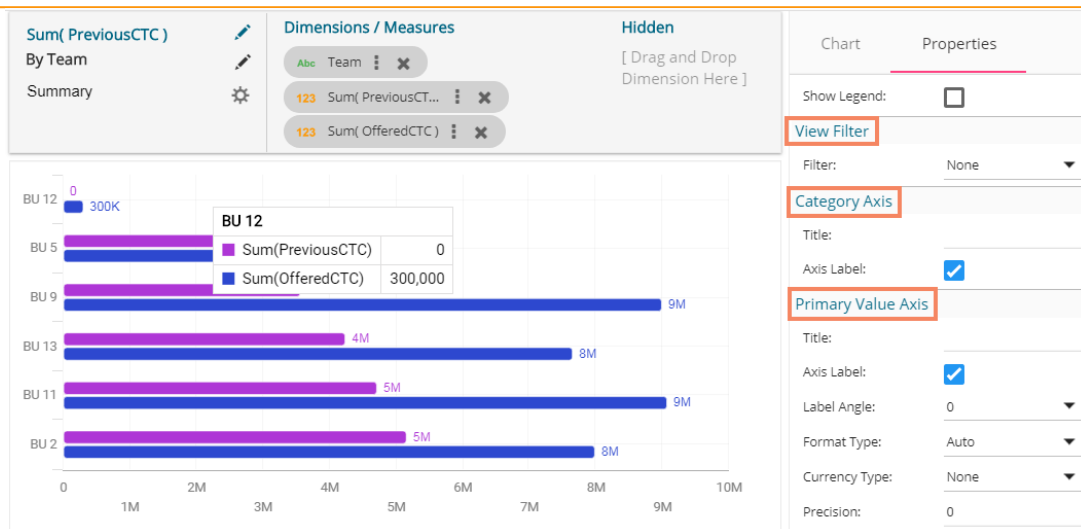 Sum( PreviousCTC )
By Team
Summary
Dimensions / Measures
Abc Team
123 Sum( PreviousCT...
123 Sum( OfferedCTC )
Hidden
[ Drag and Drop
Dimension Here ]
Chart Properties
Show Legend:
View Filter
Filter: None
Category Axis
Title:
Axis Label:
Primary Value Axis
Title:
Axis Label:
Label Angle: 0
Format Type: Auto
Currency Type: None
Precision: 0
BU 12 0
300K
BU 12
Sum(PreviousCTC) 0
Sum(OfferedCTC) 300,000
BU 5
BU 9
9M
BU 13 4M
8M
BU 11 5M
9M
BU 2 5M
8M
0 2M 4M 6M 8M 10M
1M 3M 5M 7M 9M